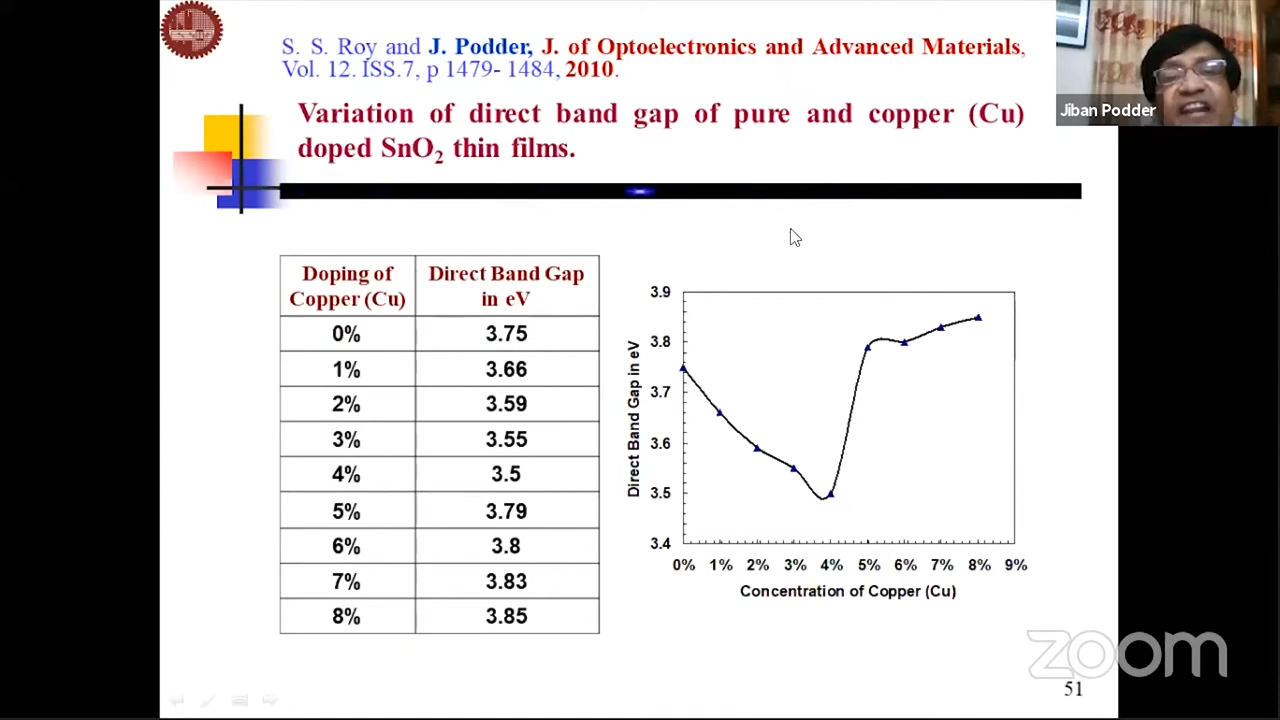 S. S. Roy and J. Podder, J. of Optoelectronics and Advanced Materials,
Vol. 12. ISS.7, p 1479- 1484, 2010.
Jiban Podder
Variation of direct band gap of pure and copper (Cu)
doped SnO2 thin films.
Doping of Copper (Cu) Direct Band Gap in eV
0% 3.75
1% 3.66
2% 3.59
3% 3.55
4% 3.5
5% 3.79
6% 3.8
7% 3.83
8% 3.85
Direct Band Gap in eV
3.9
3.8
3.7
3.6
3.5
3.4
0% 1% 2% 3% 4% 5% 6% 7% 8% 9%
Concentration of Copper (Cu)
zoom
51